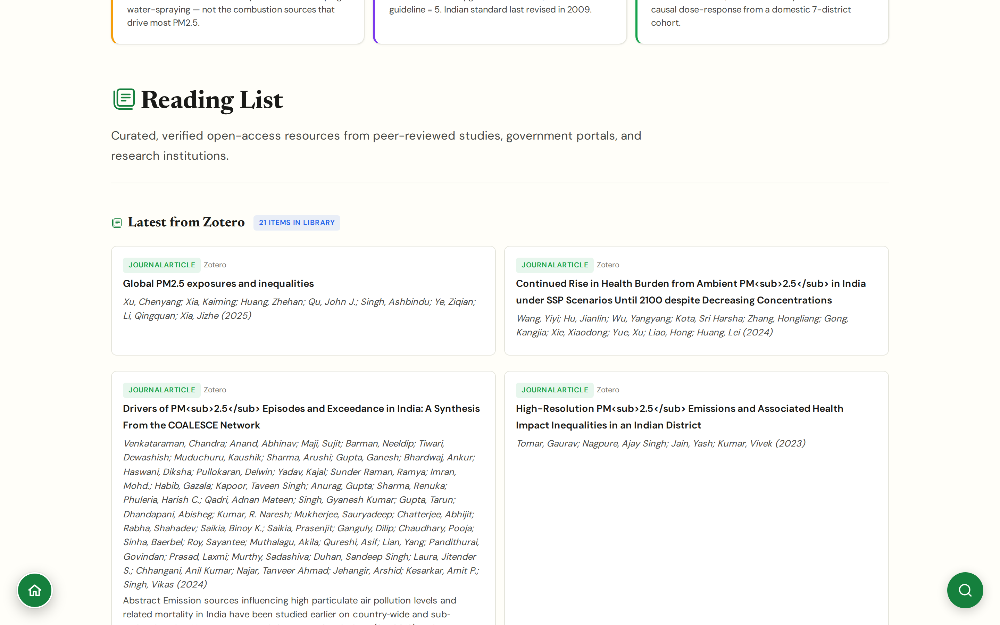 water-spraying — not the combustion sources that
drive most PM2.5.
guideline = 5. Indian standard last revised in 2009.
causal dose-response from a domestic 7-district
cohort.
Reading List
Curated, verified open-access resources from peer-reviewed studies, government portals, and
research institutions.
Latest from Zotero
21 ITEMS IN LIBRARY
JOURNALARTICLE Zotero
Global PM2.5 exposures and inequalities
Xu, Chenyang; Xia, Kaiming; Huang, Zhehan; Qu, John J.; Singh, Ashbindu; Ye, Ziqian;
Li, Qingquan; Xia, Jizhe (2025)
JOURNALARTICLE Zotero
Continued Rise in Health Burden from Ambient PM<sub>2.5</sub> in India
under SSP Scenarios Until 2100 despite Decreasing Concentrations
Wang, Yiyi; Hu, Jianlin; Wu, Yangyang; Kota, Sri Harsha; Zhang, Hongliang; Gong,
Kangjia; Xie, Xiaodong; Yue, Xu; Liao, Hong; Huang, Lei (2024)
JOURNALARTICLE Zotero
Drivers of PM<sub>2.5</sub> Episodes and Exceedance in India: A Synthesis
From the COALESCE Network
Venkataraman, Chandra; Anand, Abhinav; Maji, Sujit; Barman, Neeldip; Tiwari,
Dewashish; Muduchuru, Kaushik; Sharma, Arushi; Gupta, Ganesh; Bhardwaj, Ankur;
Haswani, Diksha; Pullokaran, Delwin; Yadav, Kajal; Sunder Raman, Ramya; Imran,
Mohd.; Habib, Gazala; Kapoor, Taveen Singh; Anurag, Gupta; Sharma, Renuka;
Phuleria, Harish C.; Qadri, Adnan Mateen; Singh, Gyanesh Kumar; Gupta, Tarun;
Dhandapani, Abisheg; Kumar, R. Naresh; Mukherjee, Sauryadeep; Chatterjee, Abhijit;
Rabha, Shahadev; Saikia, Binoy K.; Saikia, Prasenjit; Ganguly, Dilip; Chaudhary, Pooja;
Sinha, Baerbel; Roy, Sayantee; Muthalagu, Akila; Qureshi, Asif; Lian, Yang; Pandithurai,
Govindan; Prasad, Laxmi; Murthy, Sadashiva; Duhan, Sandeep Singh; Laura, Jitender
S.; Chhangani, Anil Kumar; Najar, Tanveer Ahmad; Jehangir, Arshid; Kesarkar, Amit P.;
Singh, Vikas (2024)
Abstract Emission sources influencing high particulate air pollution levels and
related mortality in India have been studied earlier on country-wide and sub-
JOURNALARTICLE Zotero
High-Resolution PM<sub>2.5</sub> Emissions and Associated Health
Impact Inequalities in an Indian District
Tomar, Gaurav; Nagpure, Ajay Singh; Jain, Yash; Kumar, Vivek (2023)